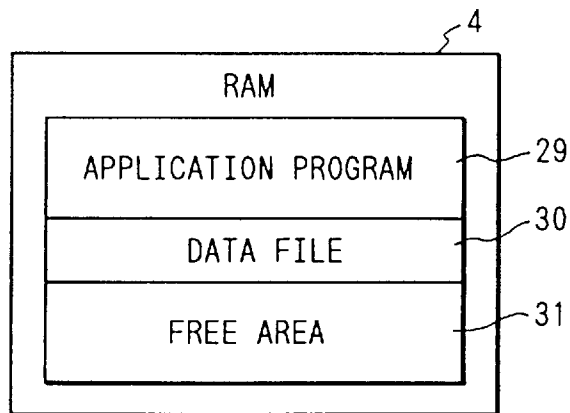 4
RAM
APPLICATION PROGRAM
29
DATA FILE
30
FREE AREA
31